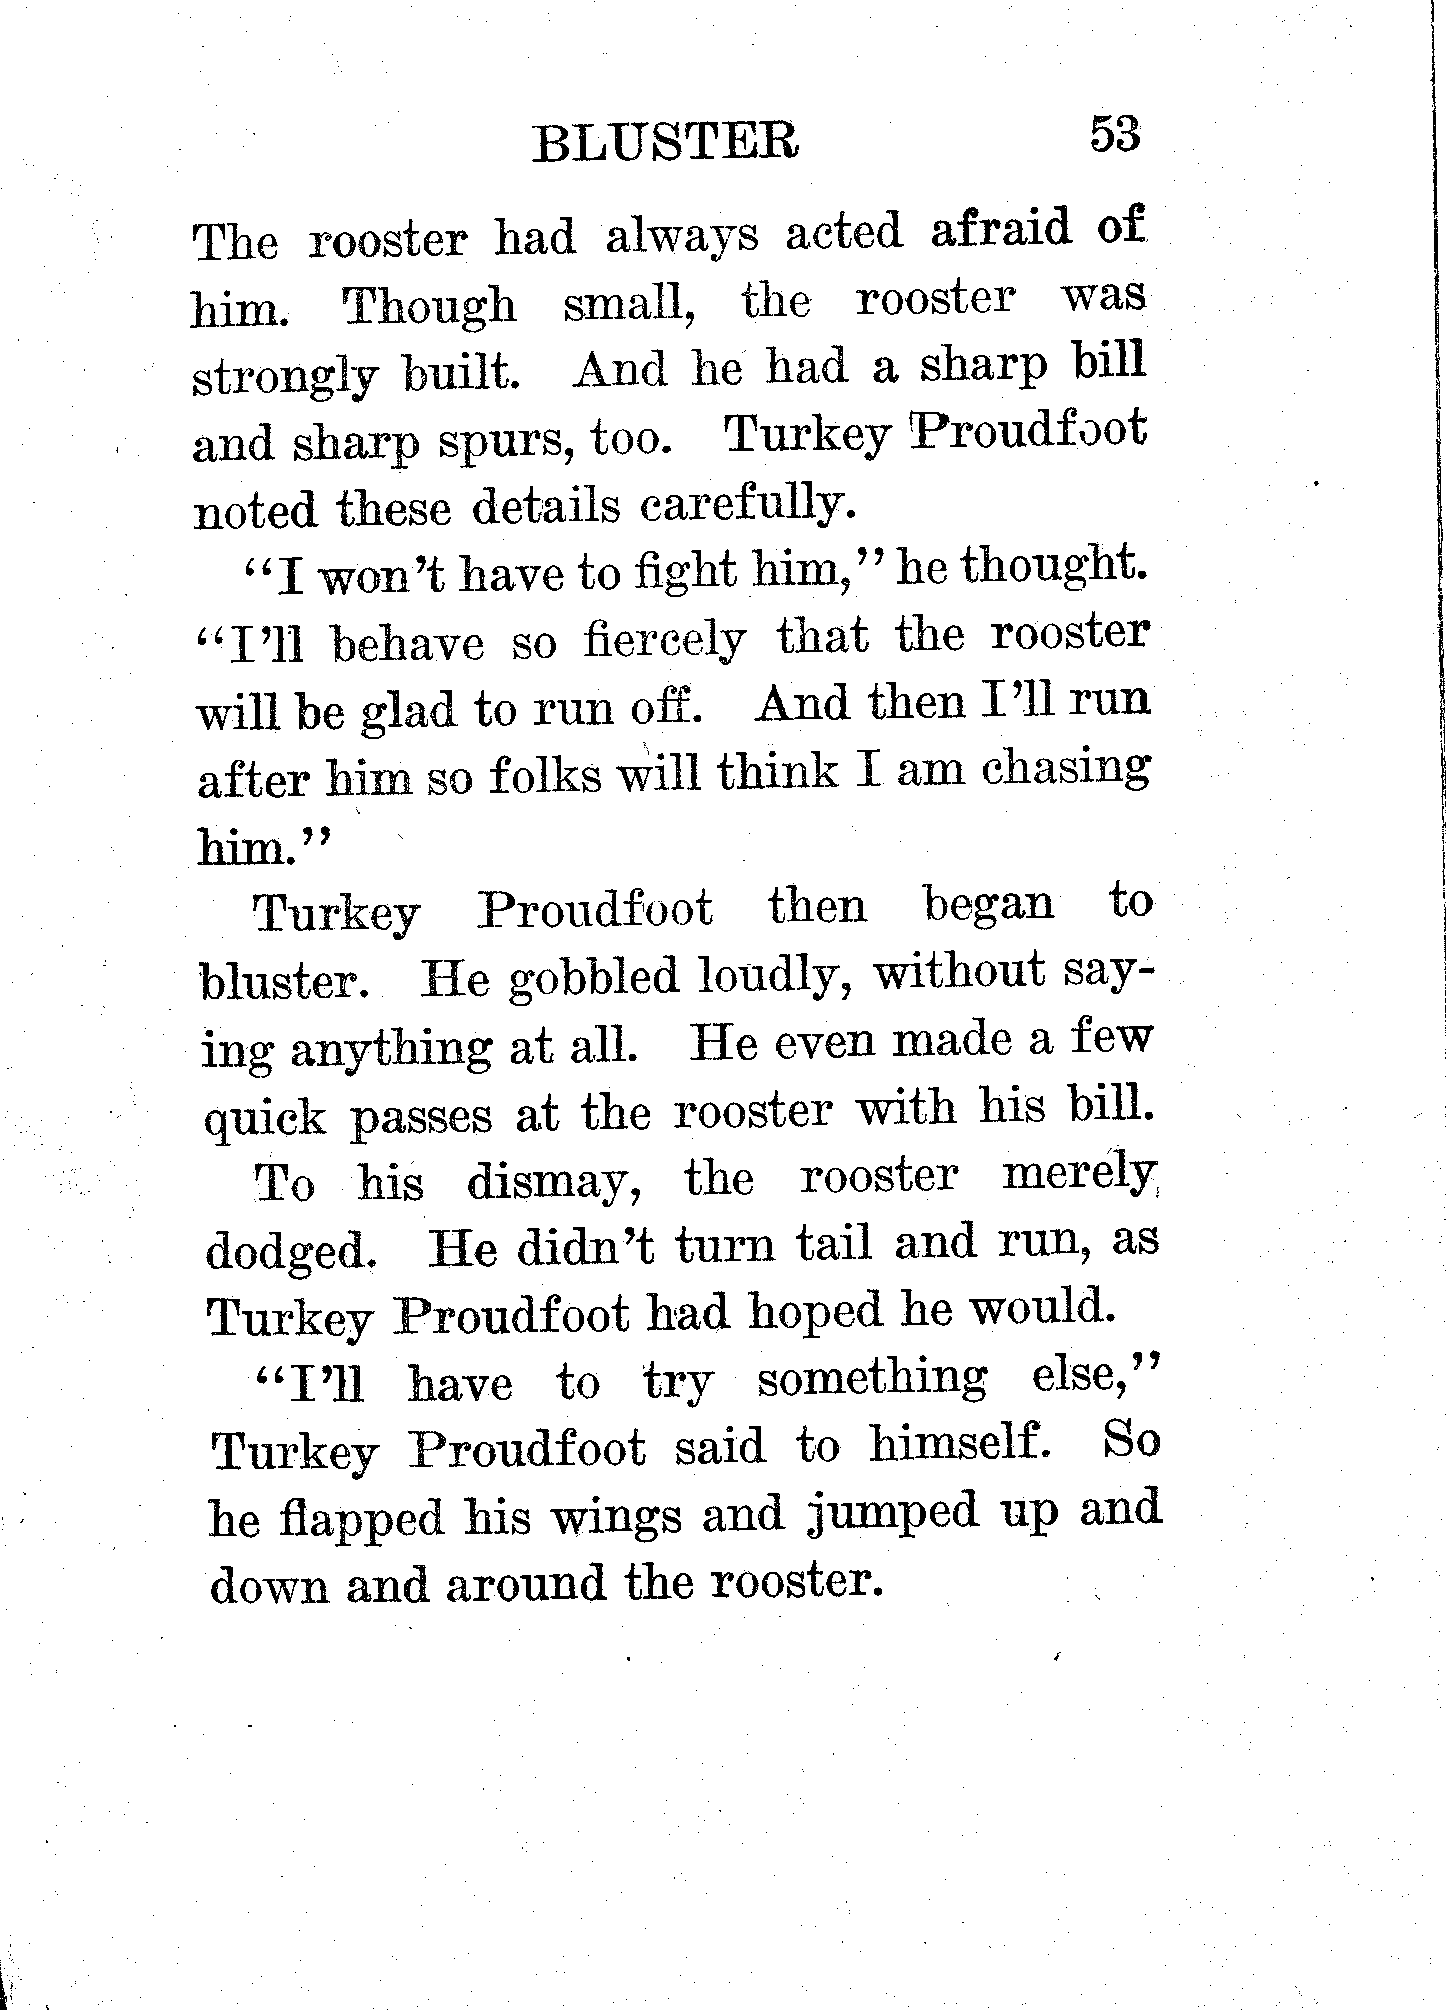 BLUSTER 53
The rooster had always acted afraid of
him. Though small, the rooster was
strongly built. And he had a sharp bill
and sharp spurs, too. Turkey Proudfoot
noted these details carefully.
"I won't have to fight him," he thought.
"I'll behave so fiercely that the rooster
will be glad to run off. And then I'll run
after him so folks will think I am chasing
him."
Turkey Proudfoot then began to
bluster. He gobbled loudly, without say-
ing anything at all. He even made a few
quick passes at the rooster with his bill.
To his dismay, the rooster merely
dodged. He didn't turn tail and run, as
Turkey Proudfoot had hoped he would.
"I'll have to try something else,"
Turkey Proudfoot said to himself. So
he flapped his wings and jumped up and
down and around the rooster.